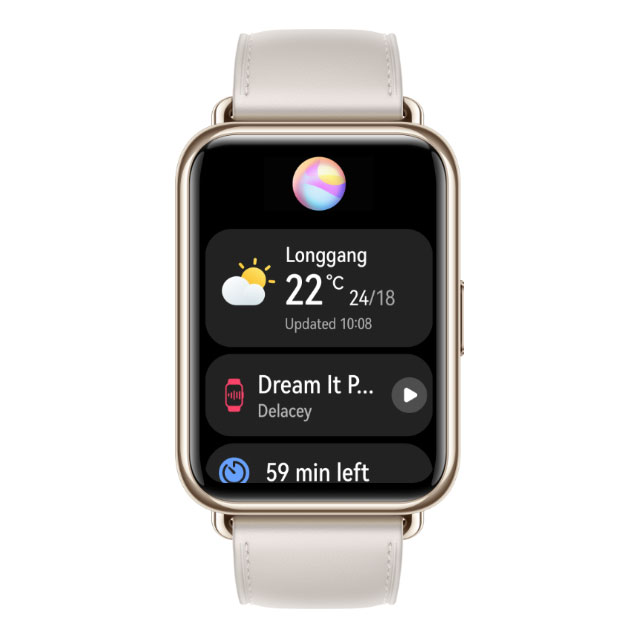 Longgang
22°C 24/18
Updated 10:08
Dream It P...
Delacey
59 min left